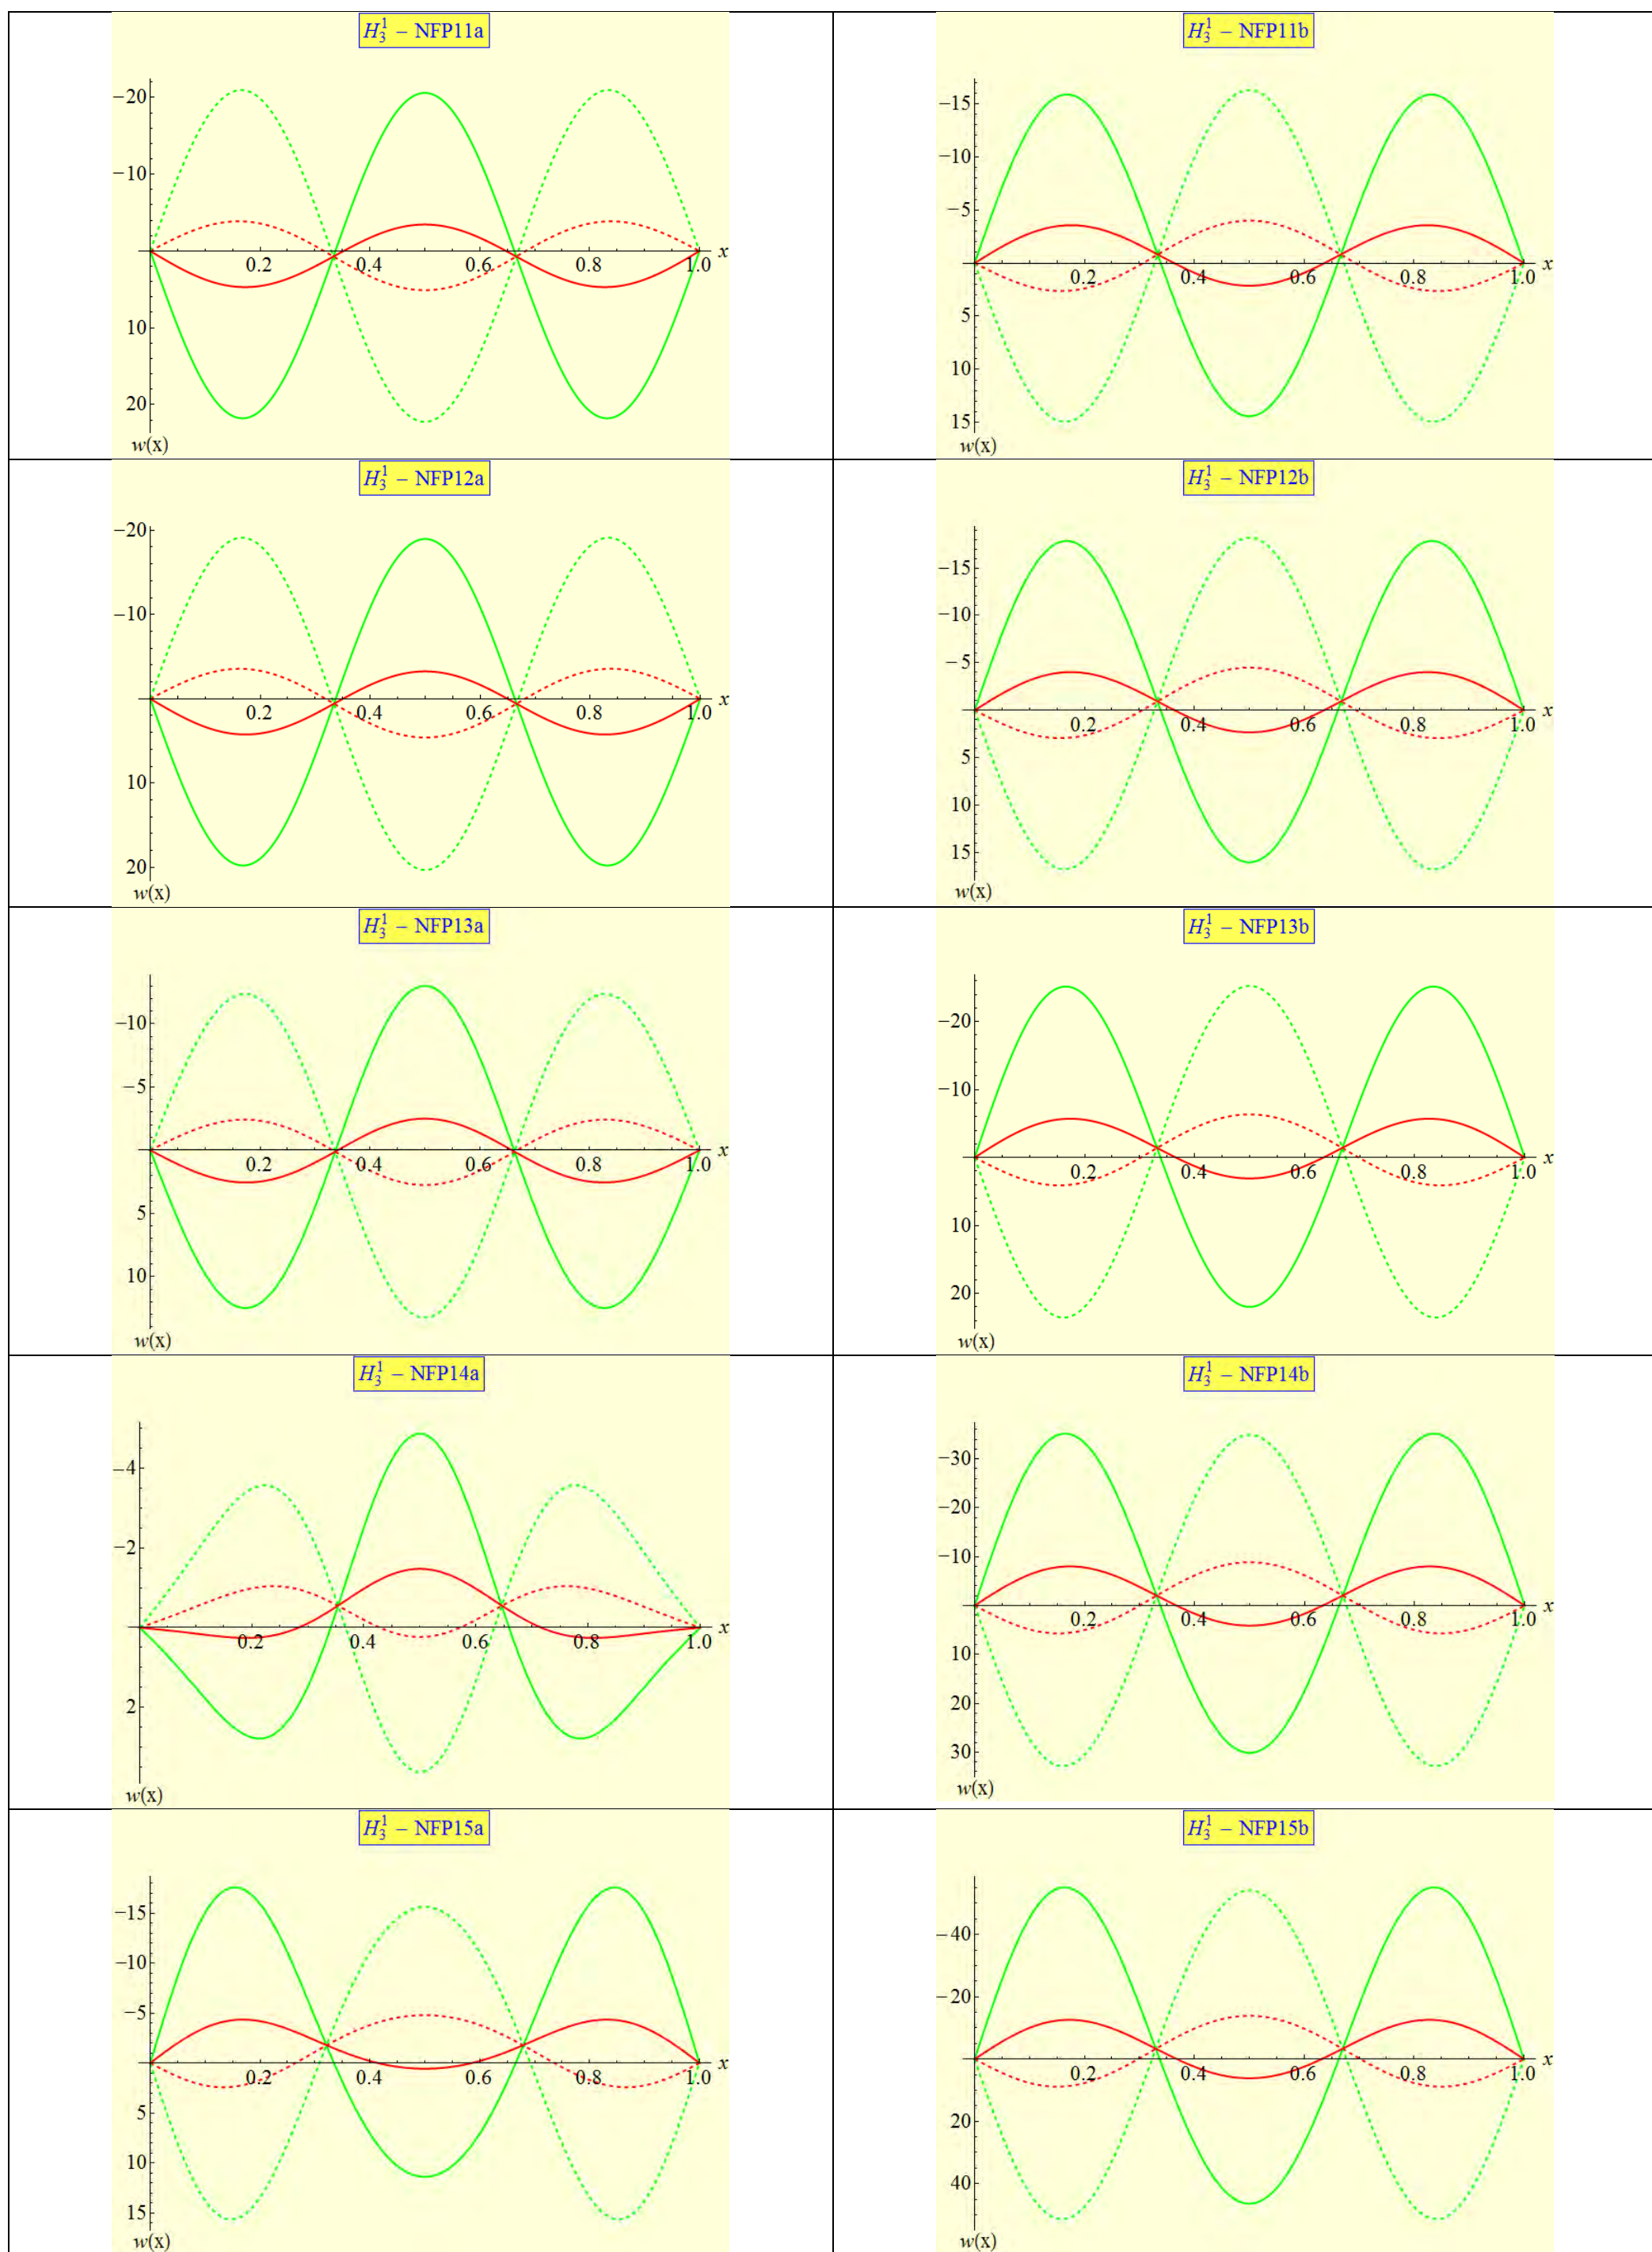 H₃¹ – NFP11a
−20
−10
10
20
0.2 0.4 0.6 0.8 1.0 x
w(x)
H₃¹ – NFP11b
−15
−10
−5
5
10
15
0.2 0.4 0.6 0.8 1.0 x
w(x)
H₃¹ – NFP12a
−20
−10
10
20
0.2 0.4 0.6 0.8 1.0 x
w(x)
H₃¹ – NFP12b
−15
−10
−5
5
10
15
0.2 0.4 0.6 0.8 1.0 x
w(x)
H₃¹ – NFP13a
−10
−5
5
10
0.2 0.4 0.6 0.8 1.0 x
w(x)
H₃¹ – NFP13b
−20
−10
10
20
0.2 0.4 0.6 0.8 1.0 x
w(x)
H₃¹ – NFP14a
−4
−2
2
0.2 0.4 0.6 0.8 1.0 x
w(x)
H₃¹ – NFP14b
−30
−20
−10
10
20
30
0.2 0.4 0.6 0.8 1.0 x
w(x)
H₃¹ – NFP15a
−15
−10
−5
5
10
15
0.2 0.4 0.6 0.8 1.0 x
w(x)
H₃¹ – NFP15b
−40
−20
20
40
0.2 0.4 0.6 0.8 1.0 x
w(x)